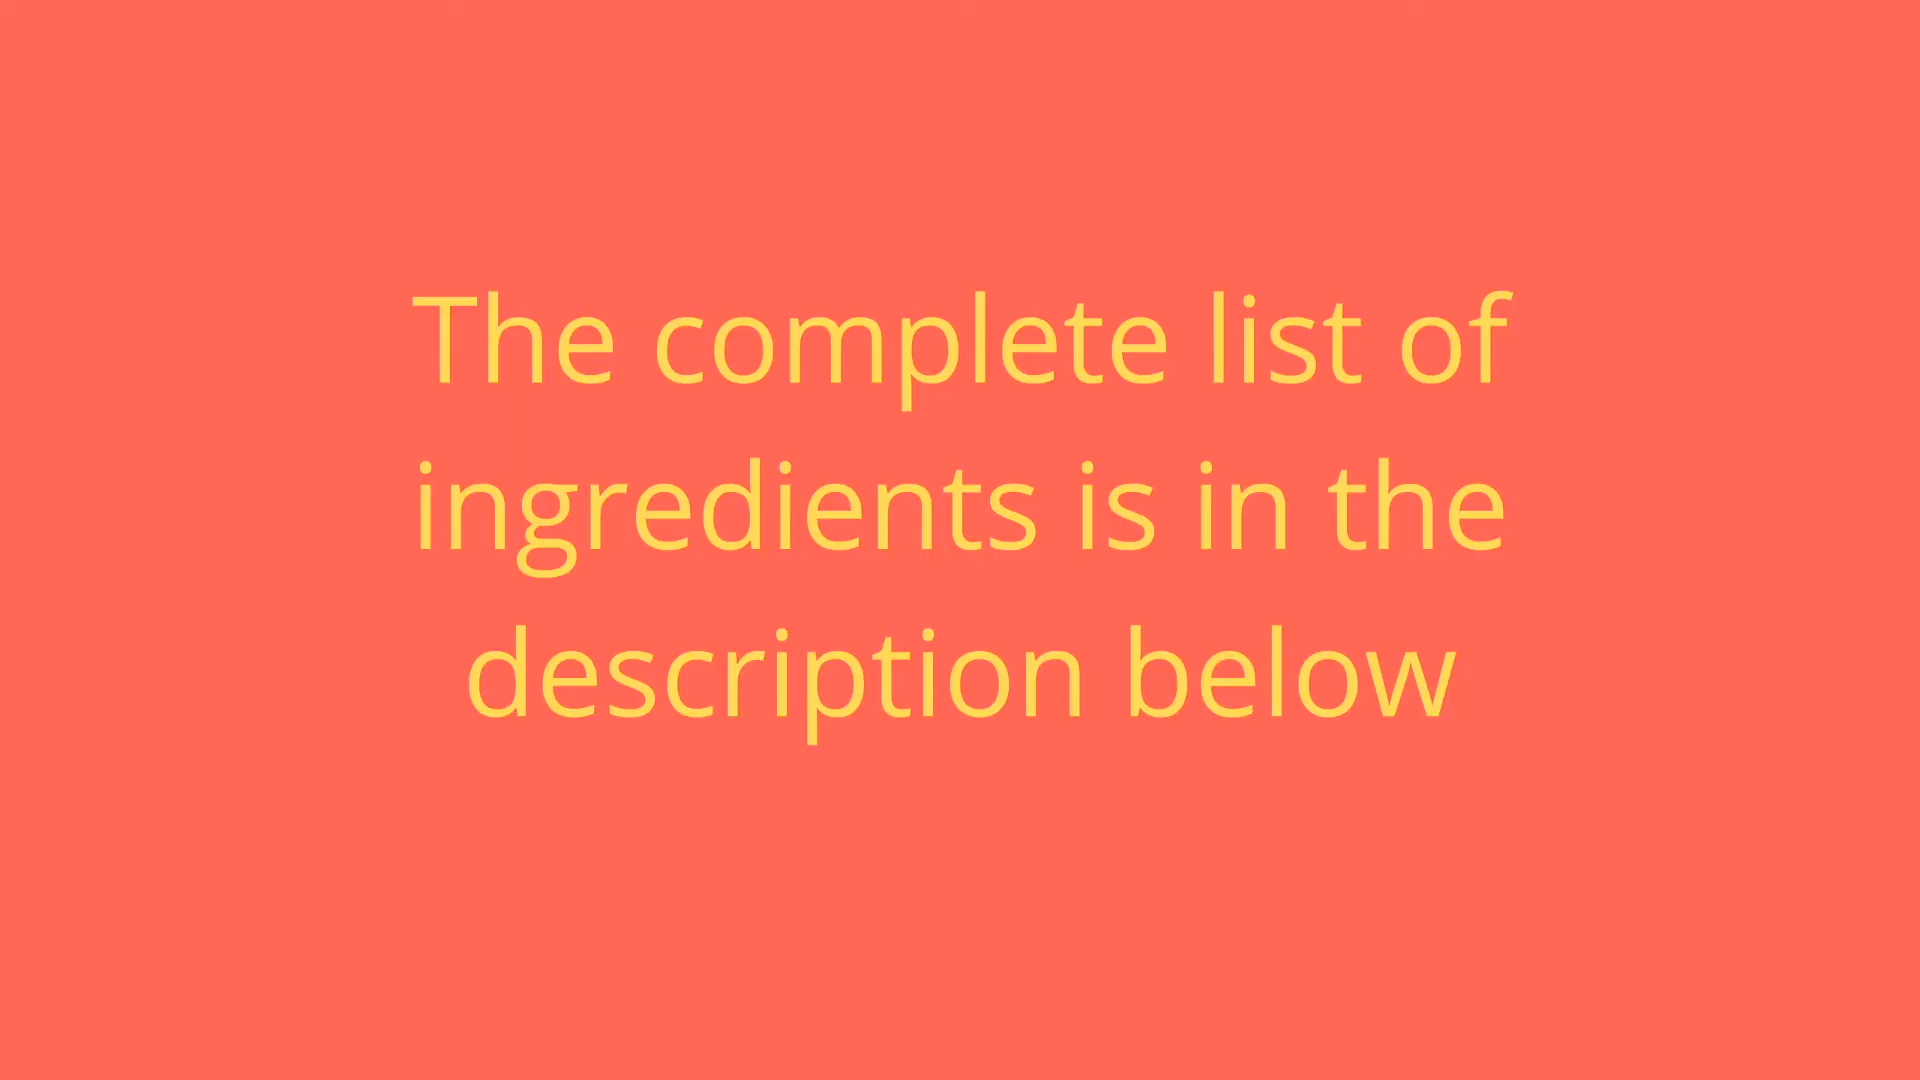 The complete list of
ingredients is in the
description below